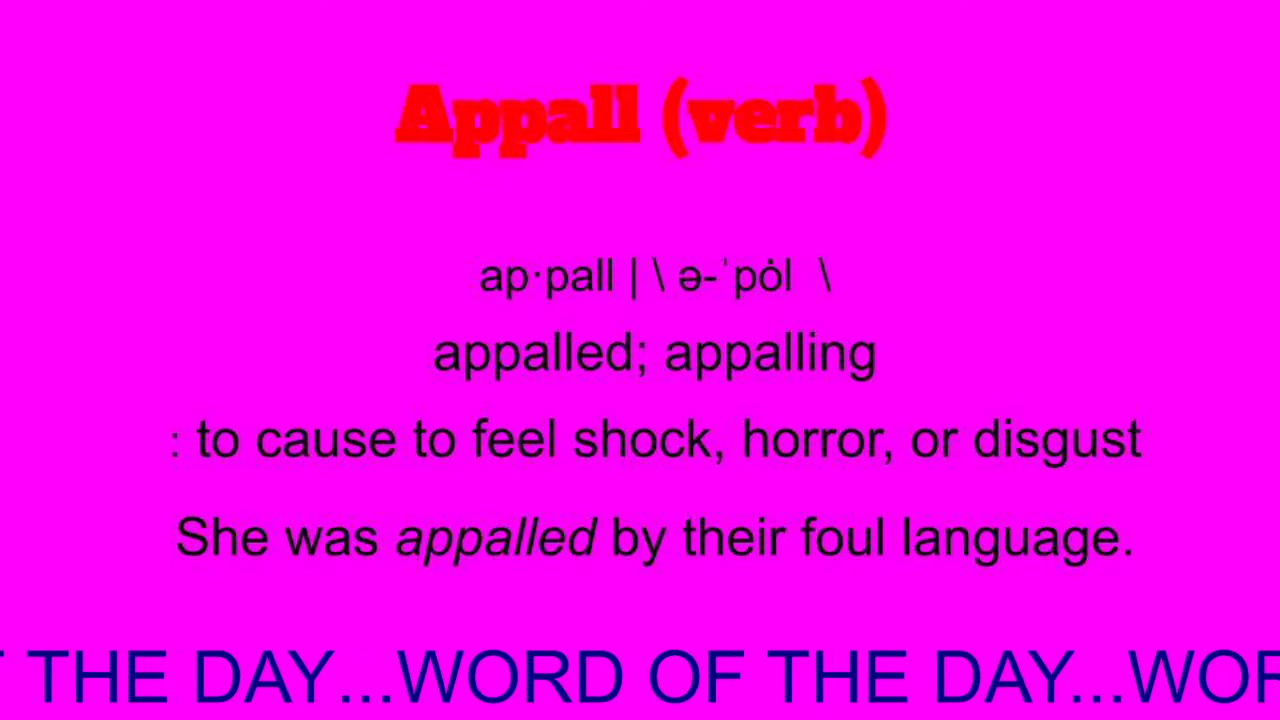 Appall (verb)
ap·pall | \ ə-ˈpȯl \
appalled; appalling
: to cause to feel shock, horror, or disgust
She was appalled by their foul language.
THE DAY...WORD OF THE DAY...WOR